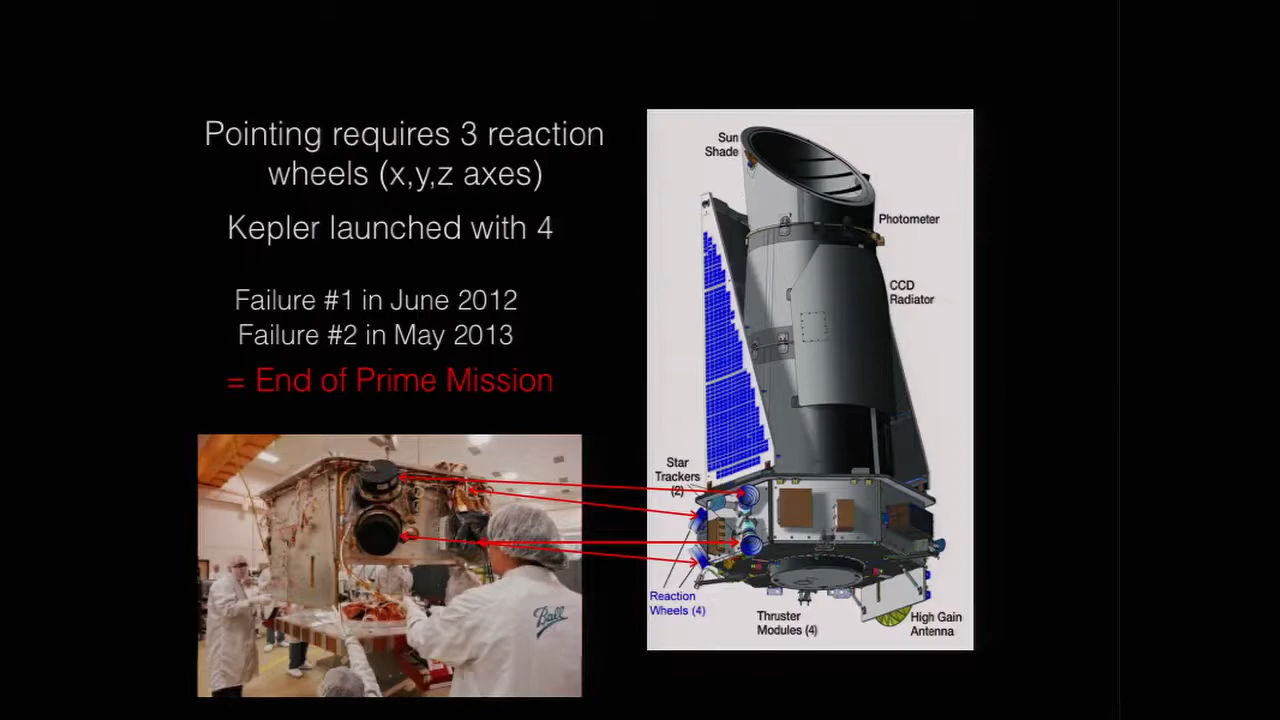 Pointing requires 3 reaction
wheels (x,y,z axes)
Kepler launched with 4
Failure #1 in June 2012
Failure #2 in May 2013
= End of Prime Mission
Ball
Sun
Shade
Photometer
CCD
Radiator
Star
Trackers
(2)
Reaction
Wheels (4)
Thruster
Modules (4)
High Gain
Antenna